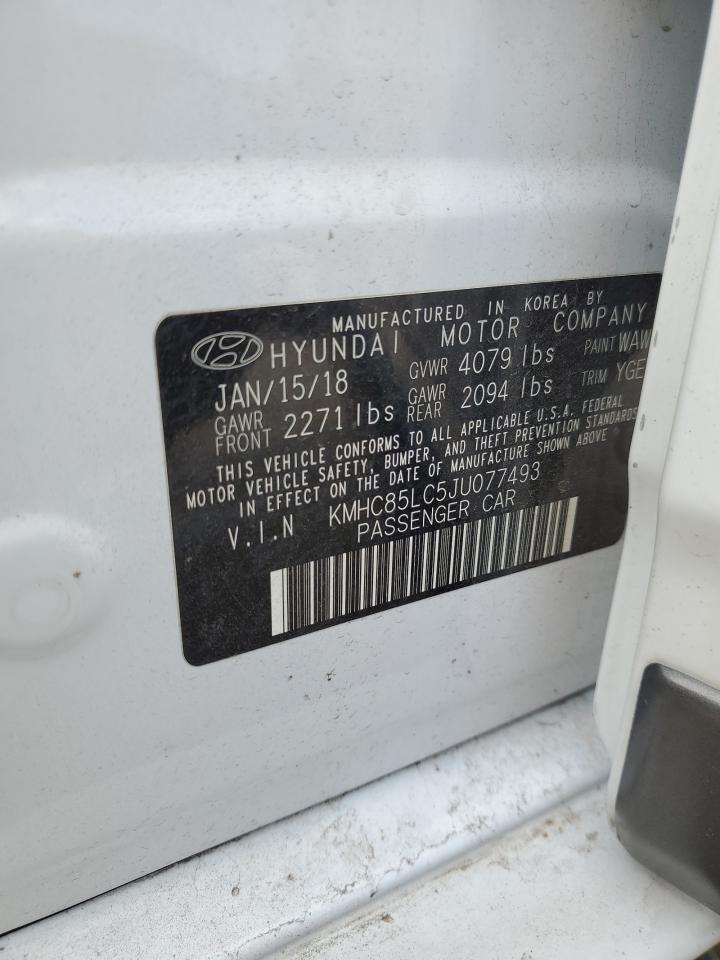 MANUFACTURED IN KOREA BY
HYUNDAI MOTOR COMPANY
JAN/15/18 GVWR 4079 lbs PAINT WAW
GAWR FRONT 2271 lbs GAWR REAR 2094 lbs TRIM YGE
THIS VEHICLE CONFORMS TO ALL APPLICABLE U.S.A. FEDERAL
MOTOR VEHICLE SAFETY, BUMPER, AND THEFT PREVENTION STANDARDS
IN EFFECT ON THE DATE OF MANUFACTURE SHOWN ABOVE
V.I.N KMHC85LC5JU077493
PASSENGER CAR